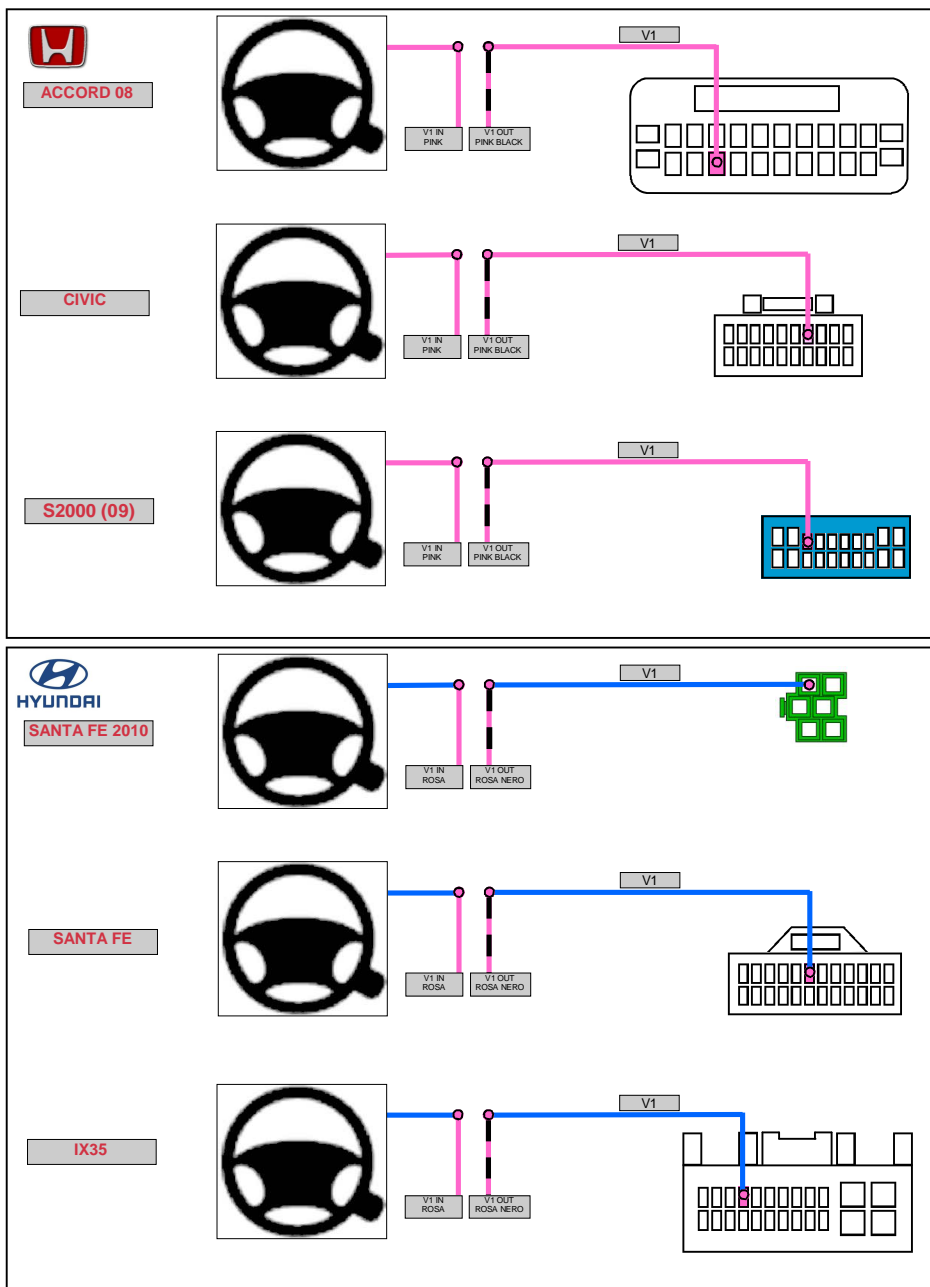 V1
ACCORD 08
V1 IN
PINK
V1 OUT
PINK BLACK
V1
CIVIC
V1 IN
PINK
V1 OUT
PINK BLACK
V1
S2000 (09)
V1 IN
PINK
V1 OUT
PINK BLACK
HYUNDAI
V1
SANTA FE 2010
V1 IN
ROSA
V1 OUT
ROSA NERO
V1
SANTA FE
V1 IN
ROSA
V1 OUT
ROSA NERO
V1
IX35
V1 IN
ROSA
V1 OUT
ROSA NERO